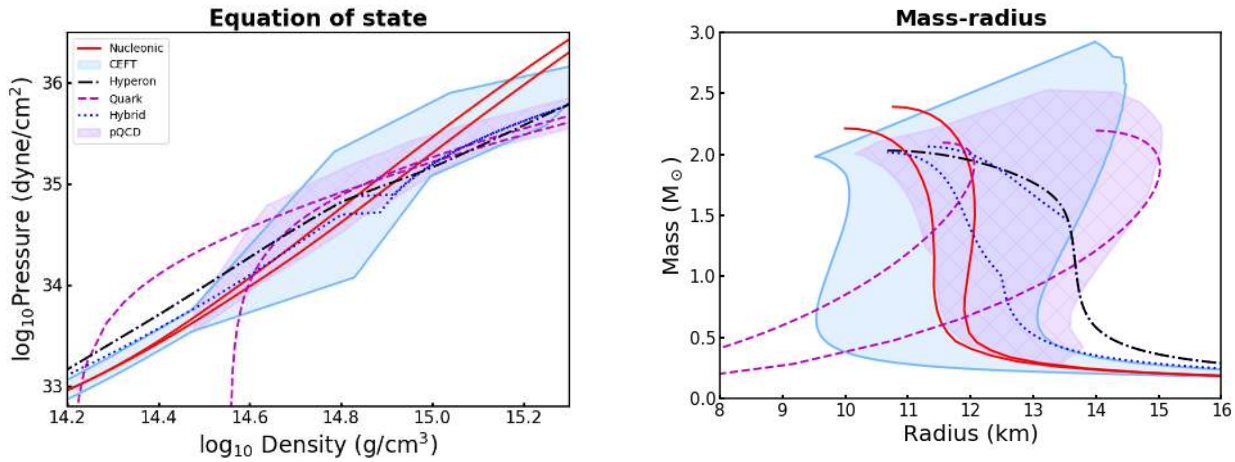 Equation of state
Nucleonic
CEFT
Hyperon
Quark
Hybrid
pQCD
log₁₀Pressure (dyne/cm²)
36
35
34
33
14.2 14.4 14.6 14.8 15.0 15.2
log₁₀ Density (g/cm³)
Mass-radius
Mass (M⊙)
3.0
2.5
2.0
1.5
1.0
0.5
0.0
8 9 10 11 12 13 14 15 16
Radius (km)